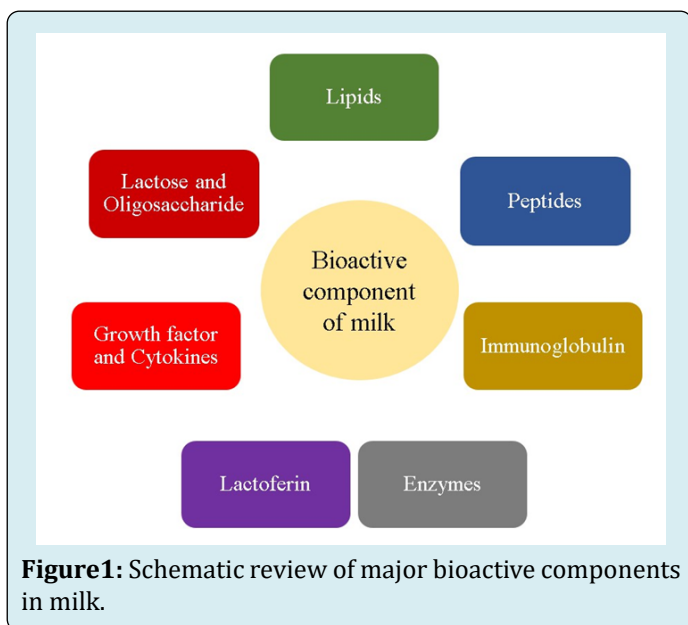 Lipids
Lactose and
Oligosaccharide
Peptides
Bioactive
component
of milk
Growth factor
and Cytokines
Immunoglobulin
Lactoferin
Enzymes
Figure1: Schematic review of major bioactive components
in milk.